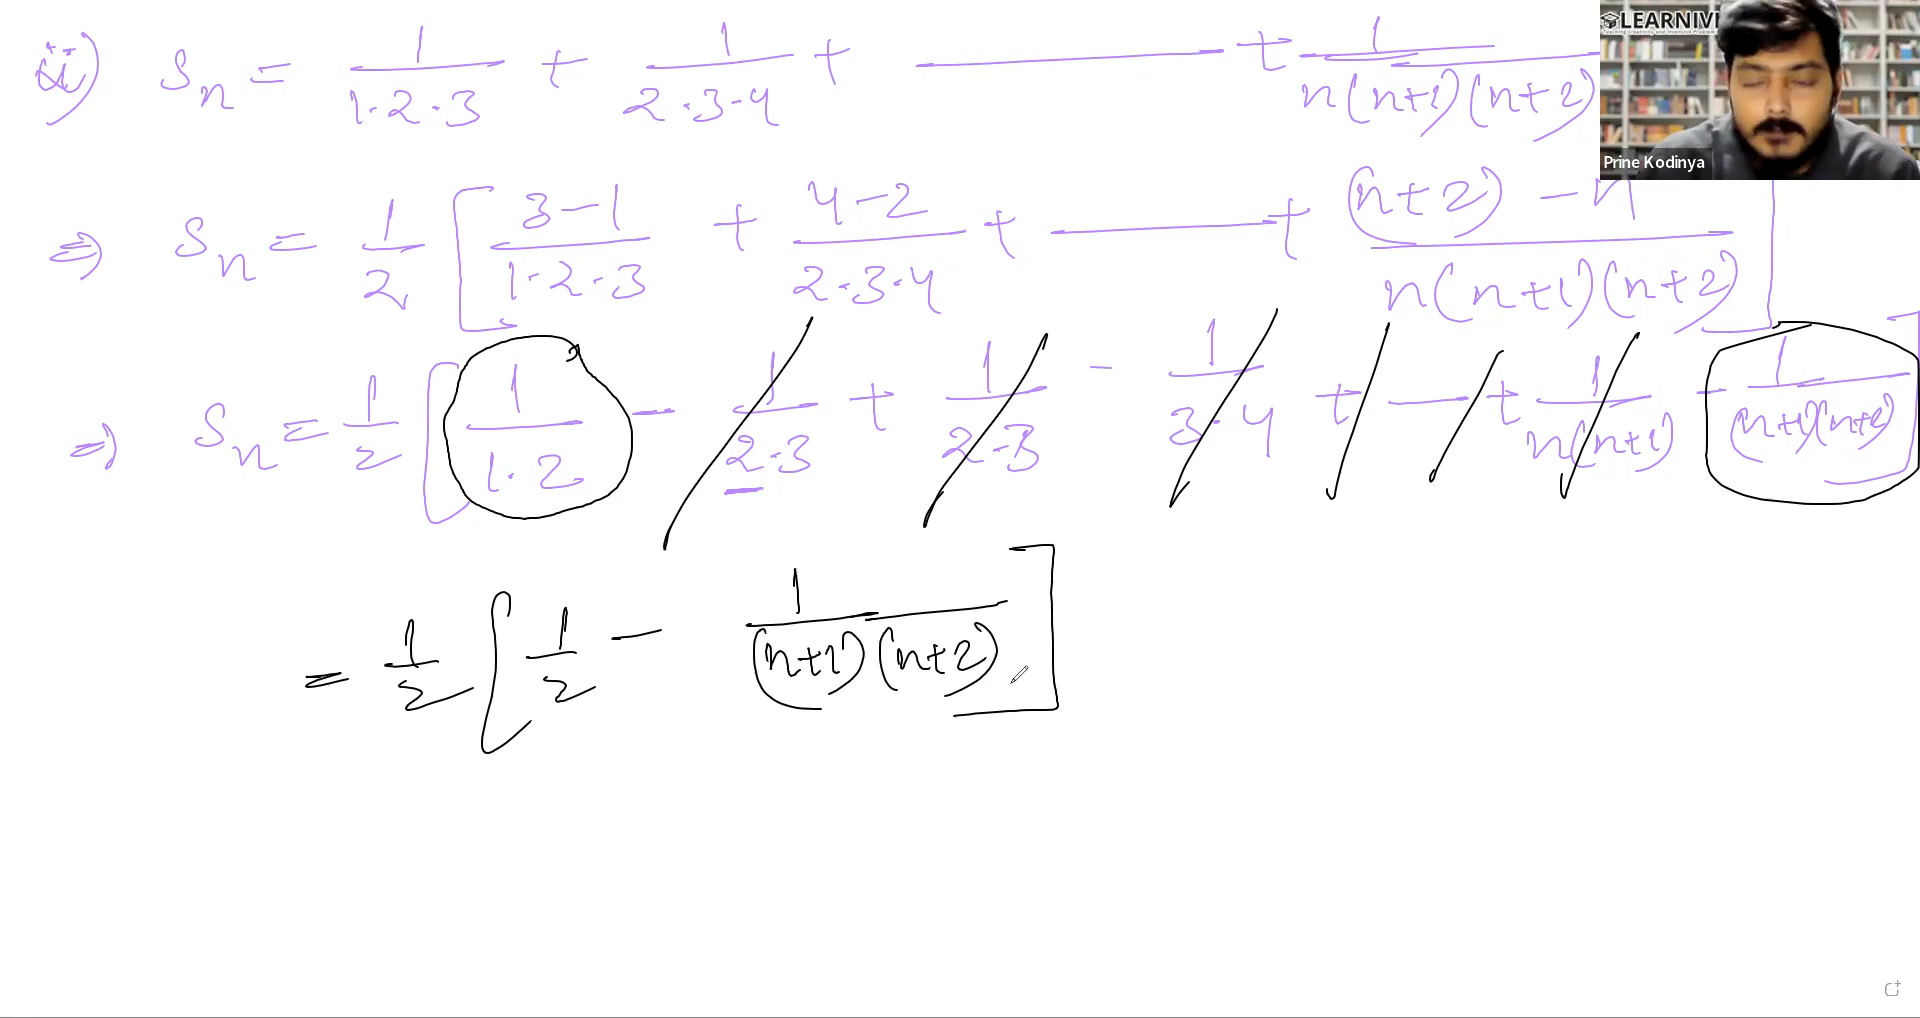 ii) Sn = 1/(1·2·3) + 1/(2·3·4) + ——— + 1/(n(n+1)(n+2))
LEARNIV
Prine Kodinya
⇒ Sn = 1/2 [ (3-1)/(1·2·3) + (4-2)/(2·3·4) + ——— + ((n+2) - n)/(n(n+1)(n+2)) ]
⇒ Sn = 1/2 [ 1/(1·2) - 1/(2·3) + 1/(2·3) - 1/(3·4) + — + 1/(n(n+1)) - 1/((n+1)(n+2)) ]
= 1/2 [ 1/2 - 1/((n+1)(n+2)) ]